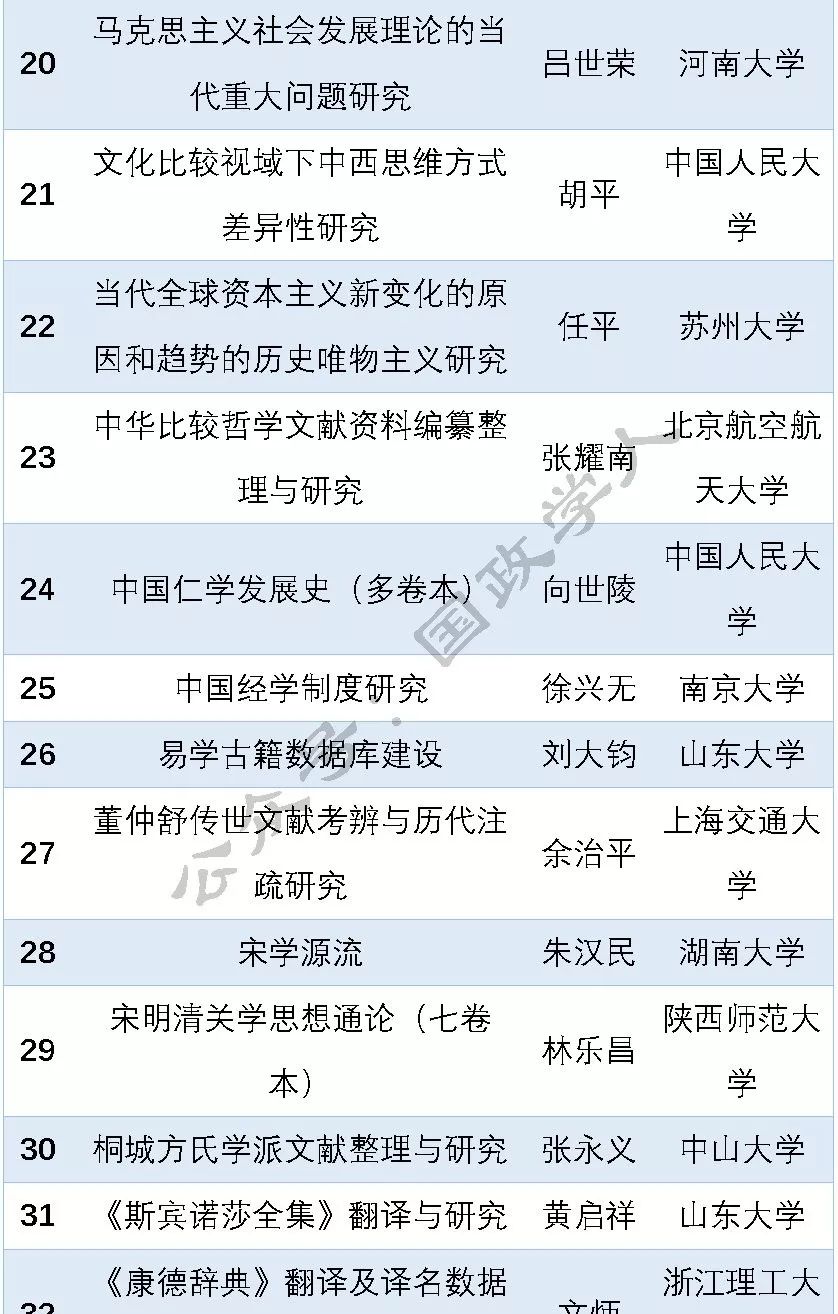 马克思主义社会发展理论的当
20 吕世荣 河南大学
代重大问题研究
文化比较视域下中西思维方式 中国人民大
21 胡平
差异性研究 学
当代全球资本主义新变化的原
22 任平 苏州大学
因和趋势的历史唯物主义研究
中华比较哲学文献资料编纂整 北京航空航
23 张耀南
理与研究 天大学
中国人民大
24 中国仁学发展史（多卷本） 向世陵
学
25 中国经学制度研究 徐兴无 南京大学
26 易学古籍数据库建设 刘大钧 山东大学
董仲舒传世文献考辨与历代注 上海交通大
27 余治平
疏研究 学
28 宋学源流 朱汉民 湖南大学
宋明清关学思想通论（七卷 陕西师范大
29 林乐昌
本） 学
30 桐城方氏学派文献整理与研究 张永义 中山大学
31 《斯宾诺莎全集》翻译与研究 黄启祥 山东大学
《康德辞典》翻译及译名数据 浙江理工大
32 文炳
公众号：国政学人